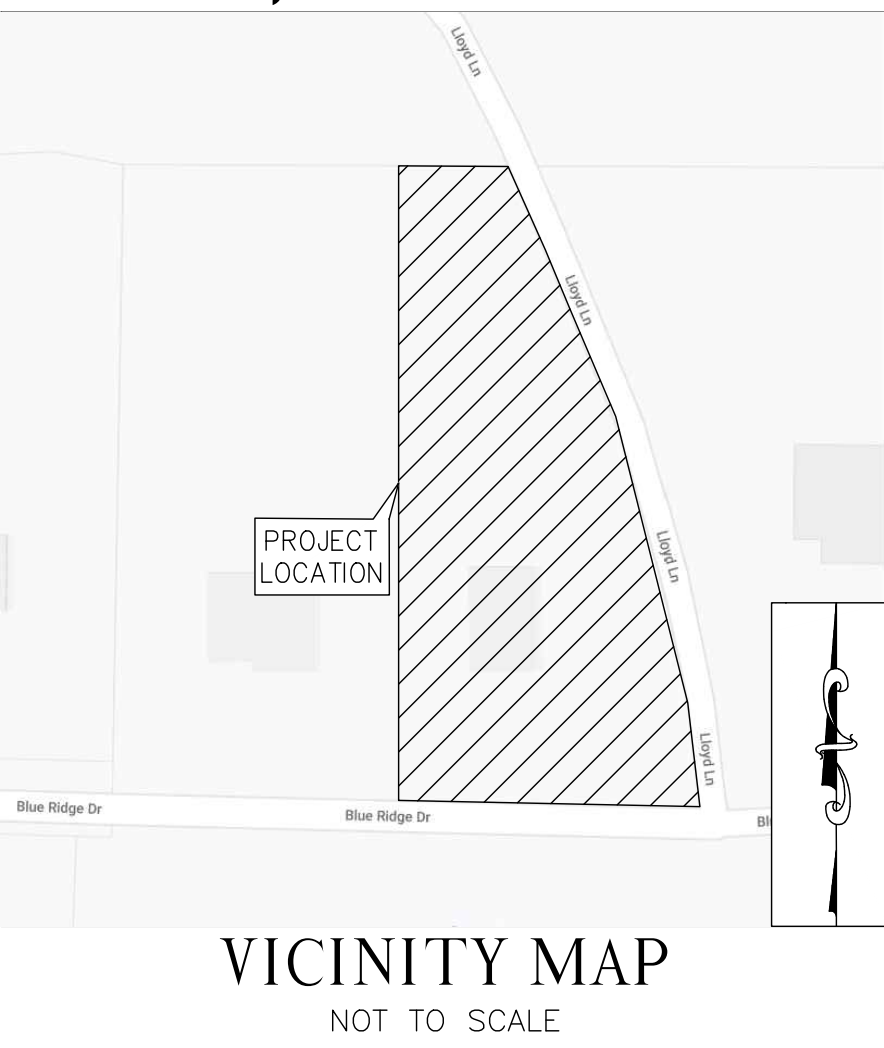 Lloyd Ln
Lloyd Ln
PROJECT
LOCATION
Lloyd Ln
Lloyd Ln
Blue Ridge Dr
Blue Ridge Dr
VICINITY MAP
NOT TO SCALE